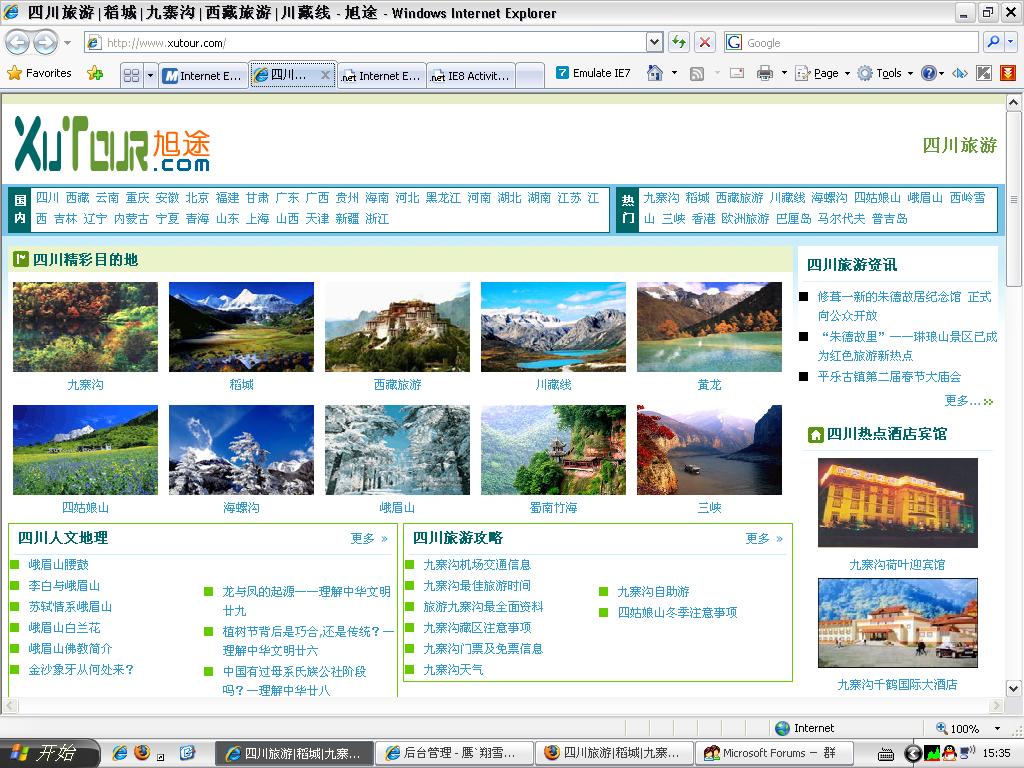 四川旅游|稻城|九寨沟|西藏旅游|川藏线 - 旭途 - Windows Internet Explorer
http://www.xutour.com/
Google
Favorites
Internet E...
四川...
.net Internet E...
.net IE8 Activit...
Emulate IE7
Page
Tools
XUTOUR旭途
.com
四川旅游
国内
四川 西藏 云南 重庆 安徽 北京 福建 甘肃 广东 广西 贵州 海南 河北 黑龙江 河南 湖北 湖南 江苏 江
西 吉林 辽宁 内蒙古 宁夏 青海 山东 上海 山西 天津 新疆 浙江
热门
九寨沟 稻城 西藏旅游 川藏线 海螺沟 四姑娘山 峨眉山 西岭雪
山 三峡 香港 欧洲旅游 巴厘岛 马尔代夫 普吉岛
四川精彩目的地
九寨沟
稻城
西藏旅游
川藏线
黄龙
四姑娘山
海螺沟
峨眉山
蜀南竹海
三峡
四川人文地理
更多 »
峨眉山腰鼓
李白与峨眉山
苏轼情系峨眉山
峨眉山白兰花
峨眉山佛教简介
金沙象牙从何处来?
龙与风的起源——理解中华文明
廿九
植树节背后是巧合,还是传统?—
理解中华文明廿六
中国有过母系氏族公社阶段
吗?—理解中华廿八
四川旅游攻略
更多 »
九寨沟机场交通信息
九寨沟最佳旅游时间
旅游九寨沟最全面资料
九寨沟藏区注意事项
九寨沟门票及免票信息
九寨沟天气
九寨沟自助游
四姑娘山冬季注意事项
四川旅游资讯
修葺一新的朱德故居纪念馆 正式
向公众开放
“朱德故里”——琳琅山景区已成
为红色旅游新热点
平乐古镇第二届春节大庙会
更多...
四川热点酒店宾馆
九寨沟荷叶迎宾馆
九寨沟千鹤国际大酒店
Internet
100%
开始
四川旅游|稻城|九寨...
后台管理 - 鹰`翔雪...
四川旅游|稻城|九寨...
Microsoft Forums － 群
15:35